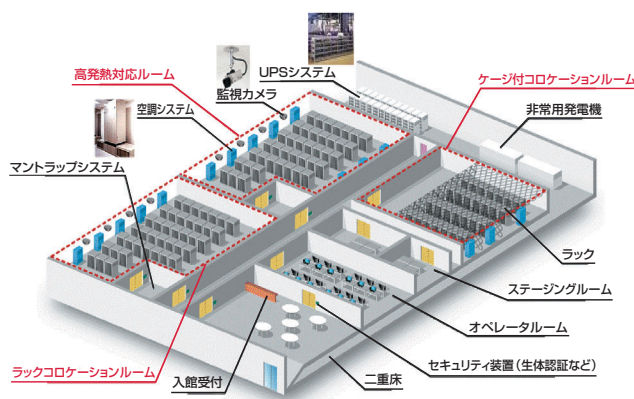 UPSシステム
高発熱対応ルーム
ケージ付コロケーションルーム
監視カメラ
空調システム
非常用発電機
マントラップシステム
ラック
ステージングルーム
オペレータルーム
セキュリティ装置(生体認証など)
ラックコロケーションルーム
入館受付
二重床